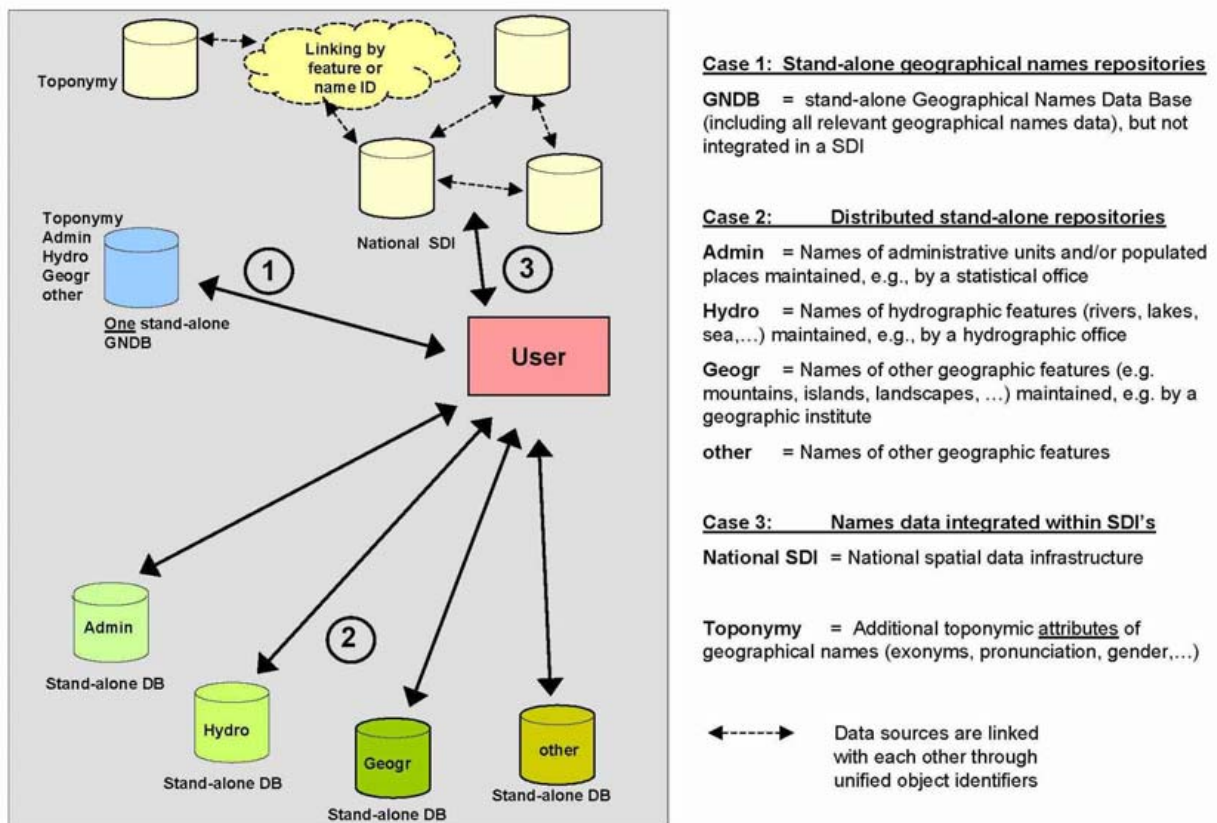 Toponymy
Linking by
feature or
name ID
Toponymy
Admin
Hydro
Geogr
other
One stand-alone
GNDB
National SDI
1
3
User
2
Admin
Stand-alone DB
Hydro
Stand-alone DB
Geogr
Stand-alone DB
other
Stand-alone DB
Case 1: Stand-alone geographical names repositories
GNDB = stand-alone Geographical Names Data Base
(including all relevant geographical names data), but not
integrated in a SDI
Case 2: Distributed stand-alone repositories
Admin = Names of administrative units and/or populated
places maintained, e.g., by a statistical office
Hydro = Names of hydrographic features (rivers, lakes,
sea,...) maintained, e.g., by a hydrographic office
Geogr = Names of other geographic features (e.g.
mountains, islands, landscapes, ...) maintained, e.g. by a
geographic institute
other = Names of other geographic features
Case 3: Names data integrated within SDI's
National SDI = National spatial data infrastructure
Toponymy = Additional toponymic attributes of
geographical names (exonyms, pronunciation, gender,...)
Data sources are linked
with each other through
unified object identifiers